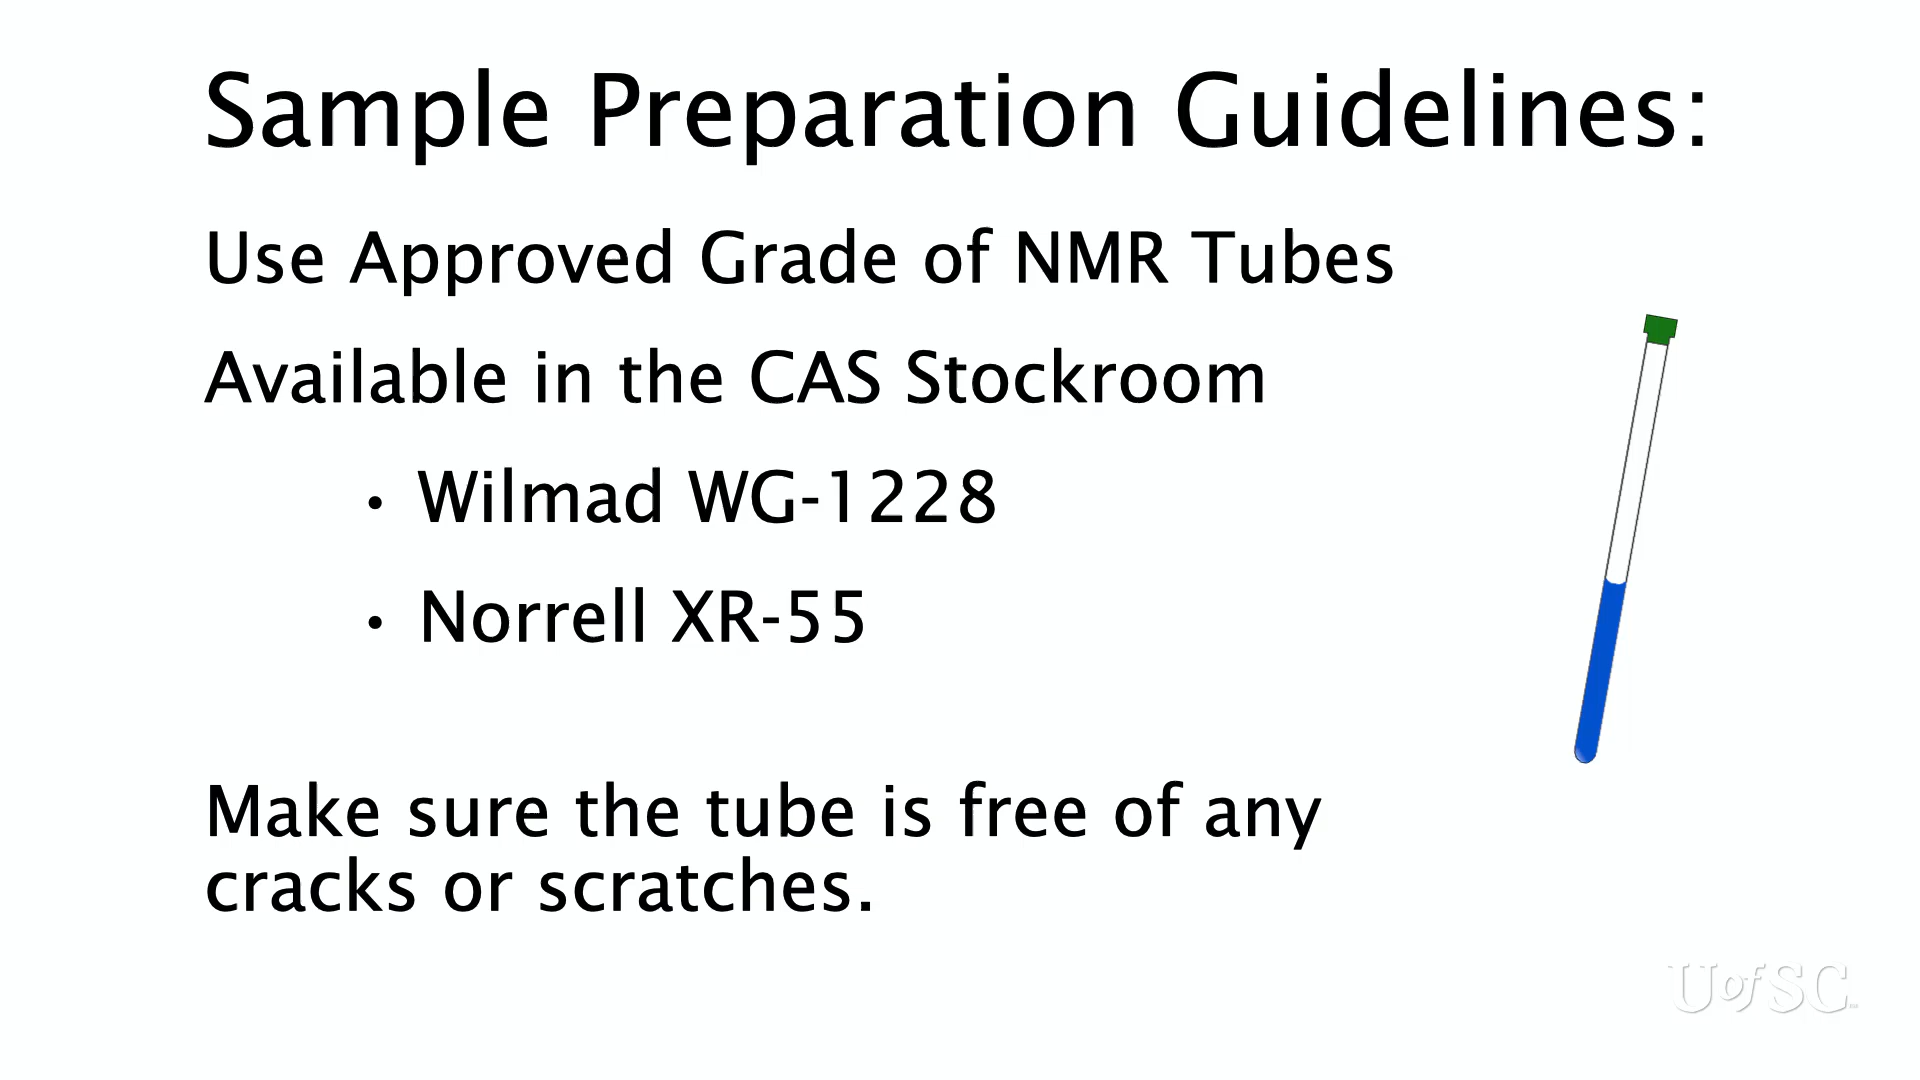 Sample Preparation Guidelines:
Use Approved Grade of NMR Tubes
Available in the CAS Stockroom
• Wilmad WG-1228
• Norrell XR-55
Make sure the tube is free of any
cracks or scratches.
UofSC™